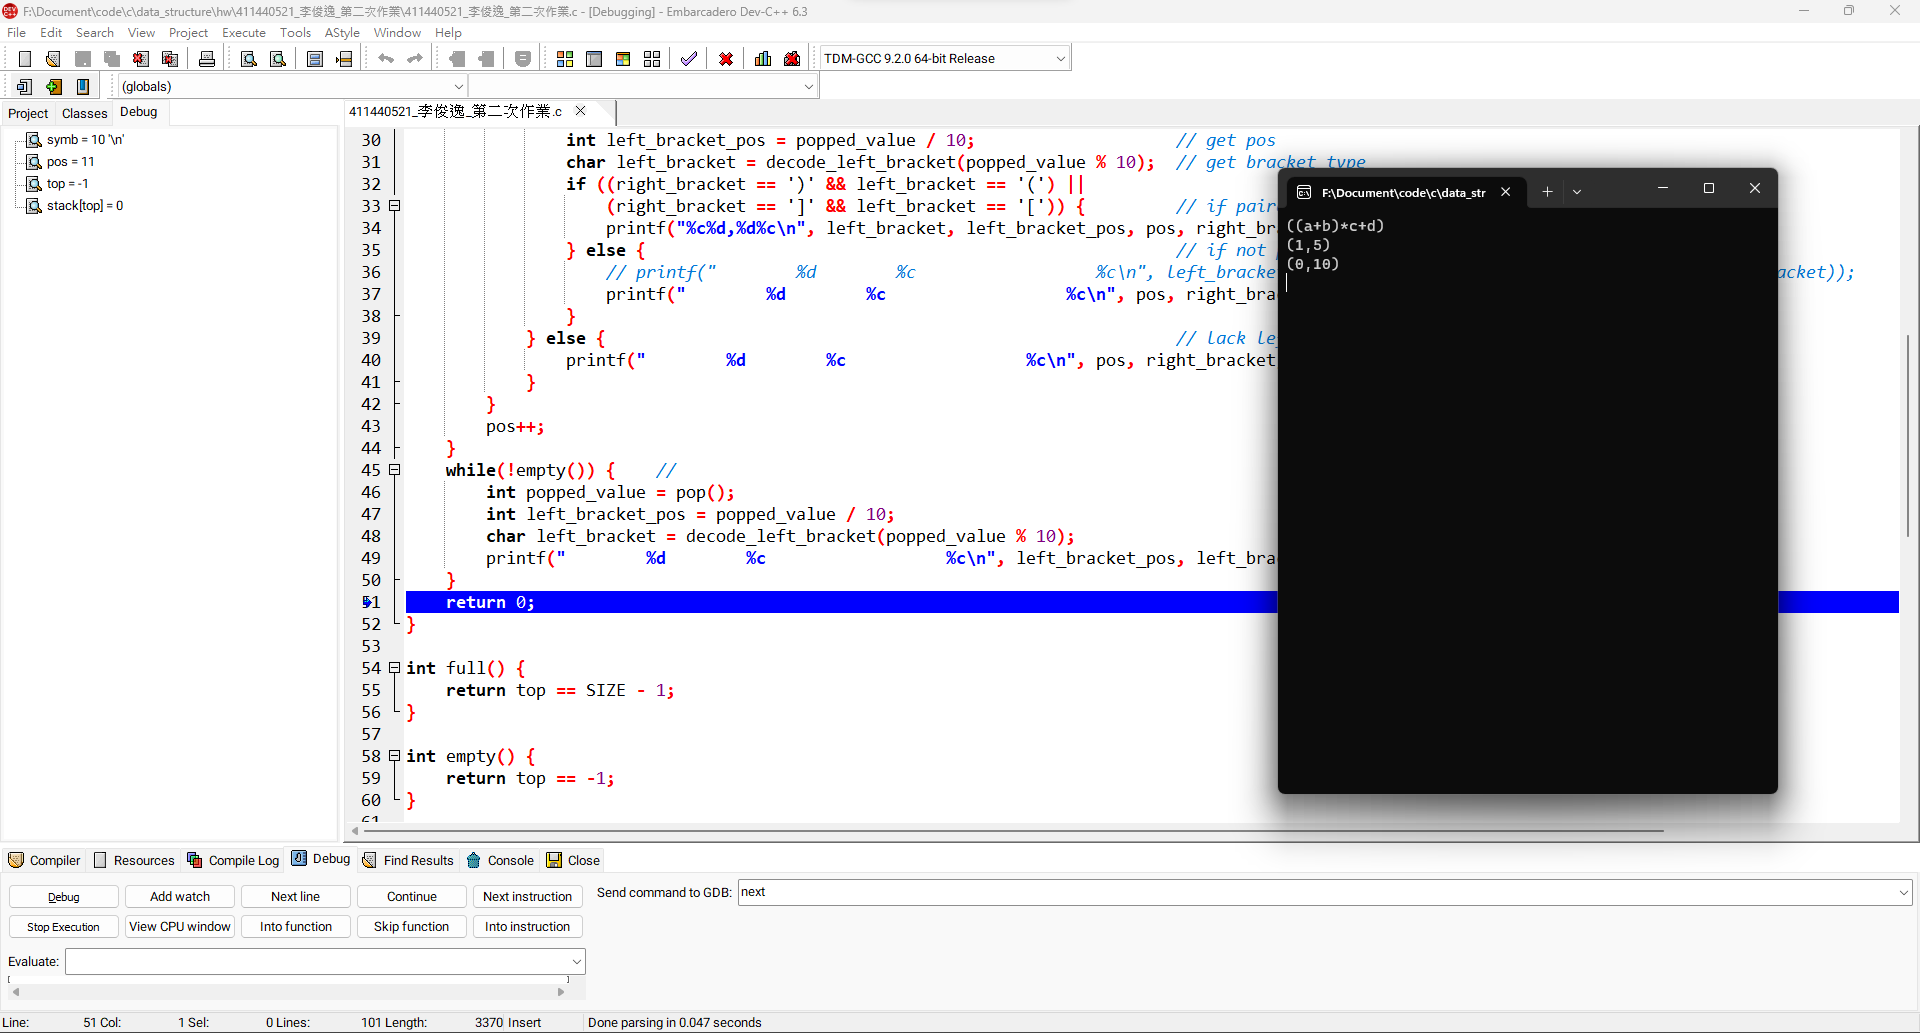 F:\Document\code\c\data_structure\hw\411440521_李俊逸_第二次作業\411440521_李俊逸_第二次作業.c - [Debugging] - Embarcadero Dev-C++ 6.3
File Edit Search View Project Execute Tools AStyle Window Help
TDM-GCC 9.2.0 64-bit Release
(globals)
Project Classes Debug
411440521_李俊逸_第二次作業.c
symb = 10 '\n'
pos = 11
top = -1
stack[top] = 0
30 int left_bracket_pos = popped_value / 10; // get pos
31 char left_bracket = decode_left_bracket(popped_value % 10); // get bracket type
32 if ((right_bracket == ')' && left_bracket == '(') ||
33 (right_bracket == ']' && left_bracket == '[')) { // if pair
34 printf("%c%d,%d%c\n", left_bracket, left_bracket_pos, pos, right_br
35 } else { // if not
36 // printf(" %d %c %c\n", left_bracke acket));
37 printf(" %d %c %c\n", pos, right_bra
38 }
39 } else { // lack le
40 printf(" %d %c %c\n", pos, right_bracket
41 }
42 }
43 pos++;
44 }
45 while(!empty()) { //
46 int popped_value = pop();
47 int left_bracket_pos = popped_value / 10;
48 char left_bracket = decode_left_bracket(popped_value % 10);
49 printf(" %d %c %c\n", left_bracket_pos, left_bra
50 }
51 return 0;
52 }
53
54 int full() {
55 return top == SIZE - 1;
56 }
57
58 int empty() {
59 return top == -1;
60 }
61
F:\Document\code\c\data_str
((a+b)*c+d)
(1,5)
(0,10)
Compiler Resources Compile Log Debug Find Results Console Close
Debug Add watch Next line Continue Next instruction
Send command to GDB: next
Stop Execution View CPU window Into function Skip function Into instruction
Evaluate:
Line: 51 Col: 1 Sel: 0 Lines: 101 Length: 3370 Insert Done parsing in 0.047 seconds